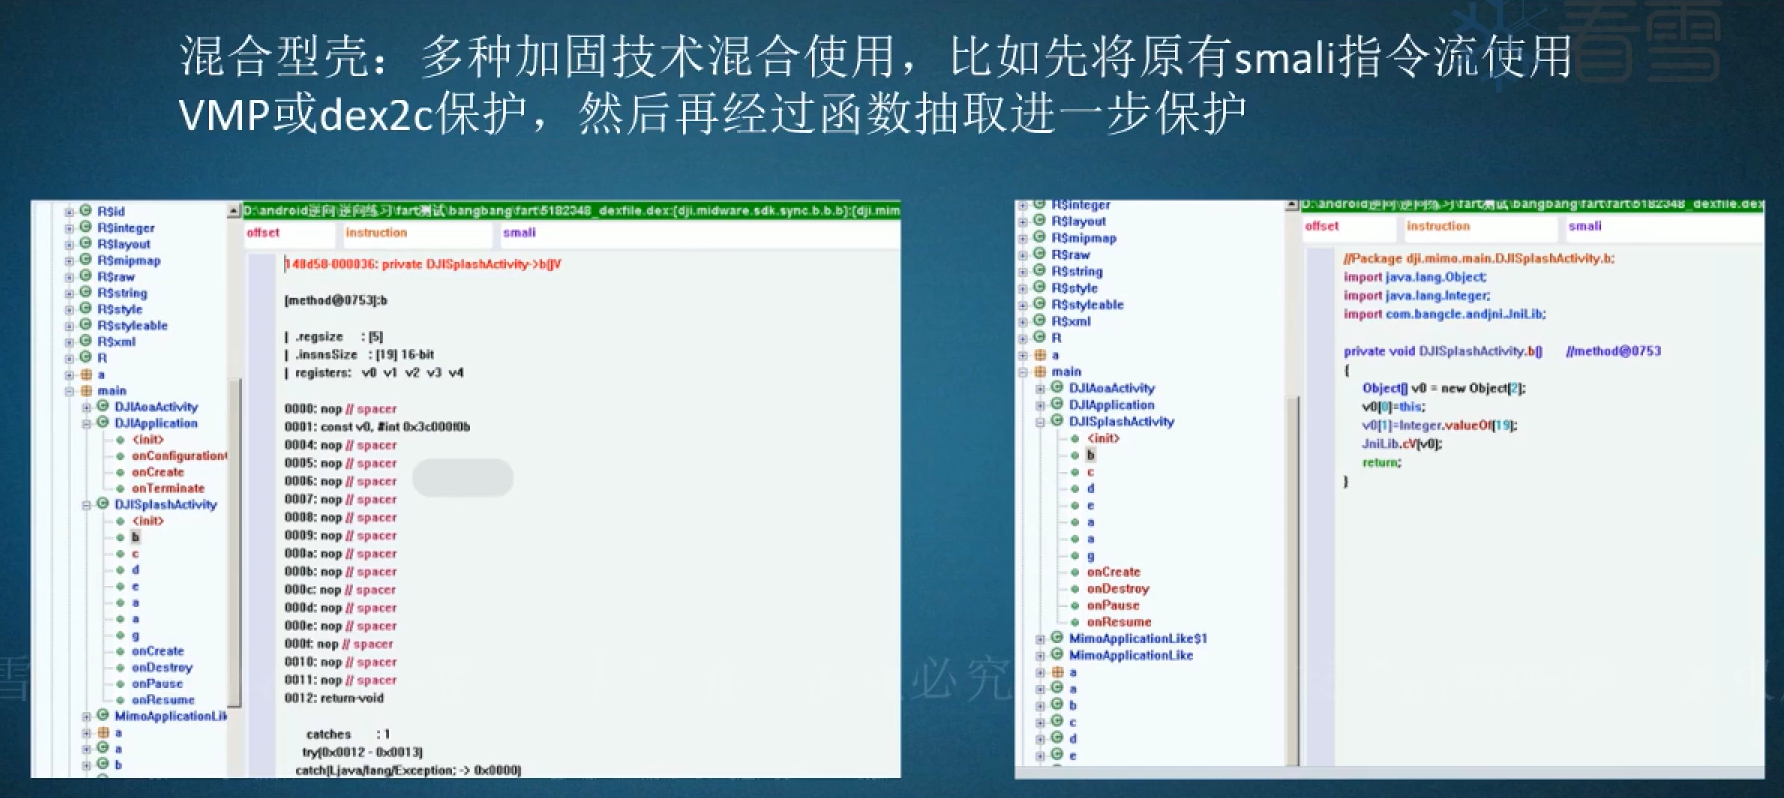 看雪
混合型壳：多种加固技术混合使用，比如先将原有smali指令流使用
VMP或dex2c保护，然后再经过函数抽取进一步保护
R$id
R$integer
R$layout
R$mipmap
R$raw
R$string
R$style
R$styleable
R$xml
R
a
main
DJIAoaActivity
DJIApplication
<init>
onConfiguration
onCreate
onTerminate
DJISplashActivity
<init>
b
c
d
e
a
a
g
onCreate
onDestroy
onPause
onResume
MimoApplicationLik
a
a
b
D:\android逆向\逆向练习\fart测试\bangbang\fart\5182348_dexfile.dex:[dji.midware.sdk.sync.b.b.b]:[dji.mim
offset instruction smali
148d58-000036: private DJISplashActivity->b()V
[method@0753]:b
| .regsize : [5]
| .insnsSize : [19] 16-bit
| registers: v0 v1 v2 v3 v4
0000: nop // spacer
0001: const v0, #int 0x3c000f0b
0004: nop // spacer
0005: nop // spacer
0006: nop // spacer
0007: nop // spacer
0008: nop // spacer
0009: nop // spacer
000a: nop // spacer
000b: nop // spacer
000c: nop // spacer
000d: nop // spacer
000e: nop // spacer
000f: nop // spacer
0010: nop // spacer
0011: nop // spacer
0012: return-void
catches : 1
try(0x0012 - 0x0013)
catch(Ljava/lang/Exception; -> 0x0000)
R$integer
R$layout
R$mipmap
R$raw
R$string
R$style
R$styleable
R$xml
R
a
main
DJIAoaActivity
DJIApplication
DJISplashActivity
<init>
b
c
d
e
a
a
g
onCreate
onDestroy
onPause
onResume
MimoApplicationLike$1
MimoApplicationLike
a
a
b
c
d
e
D:\android逆向\逆向练习\fart测试\bangbang\fart\5182348_dexfile.dex
offset instruction smali
//Package dji.mimo.main.DJISplashActivity.b;
import java.lang.Object;
import java.lang.Integer;
import com.bangcle.andjni.JniLib;
private void DJISplashActivity.b() //method@0753
{
Object[] v0 = new Object[2];
v0[0]=this;
v0[1]=Integer.valueOf(19);
JniLib.cV(v0);
return;
}
必究